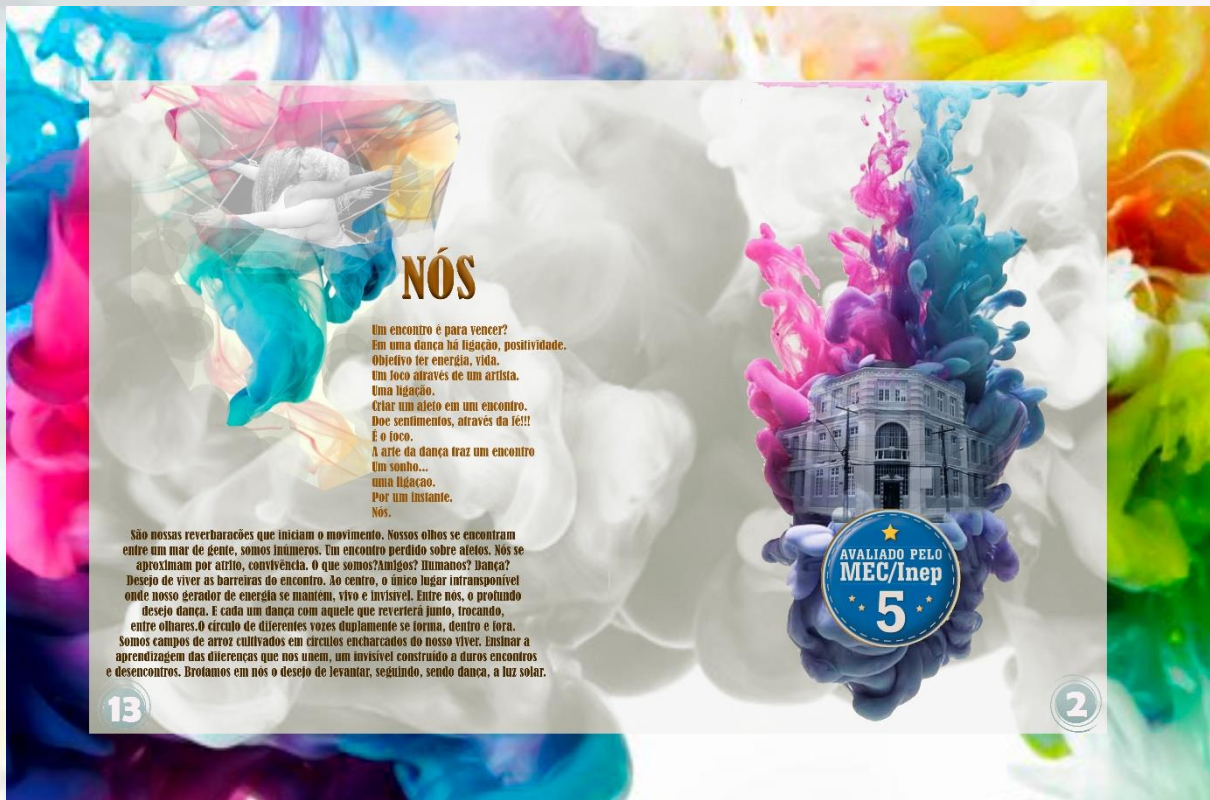 NÓS
Um encontro é para vencer?
Em uma dança há ligação, positividade.
Objetivo ter energia, vida.
Um foco através de um artista.
Uma ligação.
Criar um afeto em um encontro.
Doe sentimentos, através da fé!!!
É o foco.
A arte da dança traz um encontro
Um sonho...
uma ligaçao.
Por um instante.
Nós.
São nossas reverbarações que iniciam o movimento. Nossos olhos se encontram
entre um mar de gente, somos inúmeros. Um encontro perdido sobre afetos. Nós se
aproximam por atrito, convivência. O que somos?Amigos? Humanos? Dança?
Desejo de viver as barreiras do encontro. Ao centro, o único lugar intransponível
onde nosso gerador de energia se mantém, vivo e invisível. Entre nós, o profundo
desejo dança. E cada um dança com aquele que reverterá junto, trocando,
entre olhares.O círculo de diferentes vozes duplamente se forma, dentro e fora.
Somos campos de arroz cultivados em círculos encharcados do nosso viver. Ensinar a
aprendizagem das diferenças que nos unem, um invisível construído a duros encontros
e desencontros. Brotamos em nós o desejo de levantar, seguindo, sendo dança, a luz solar.
13
AVALIADO PELO
MEC/Inep
5
2